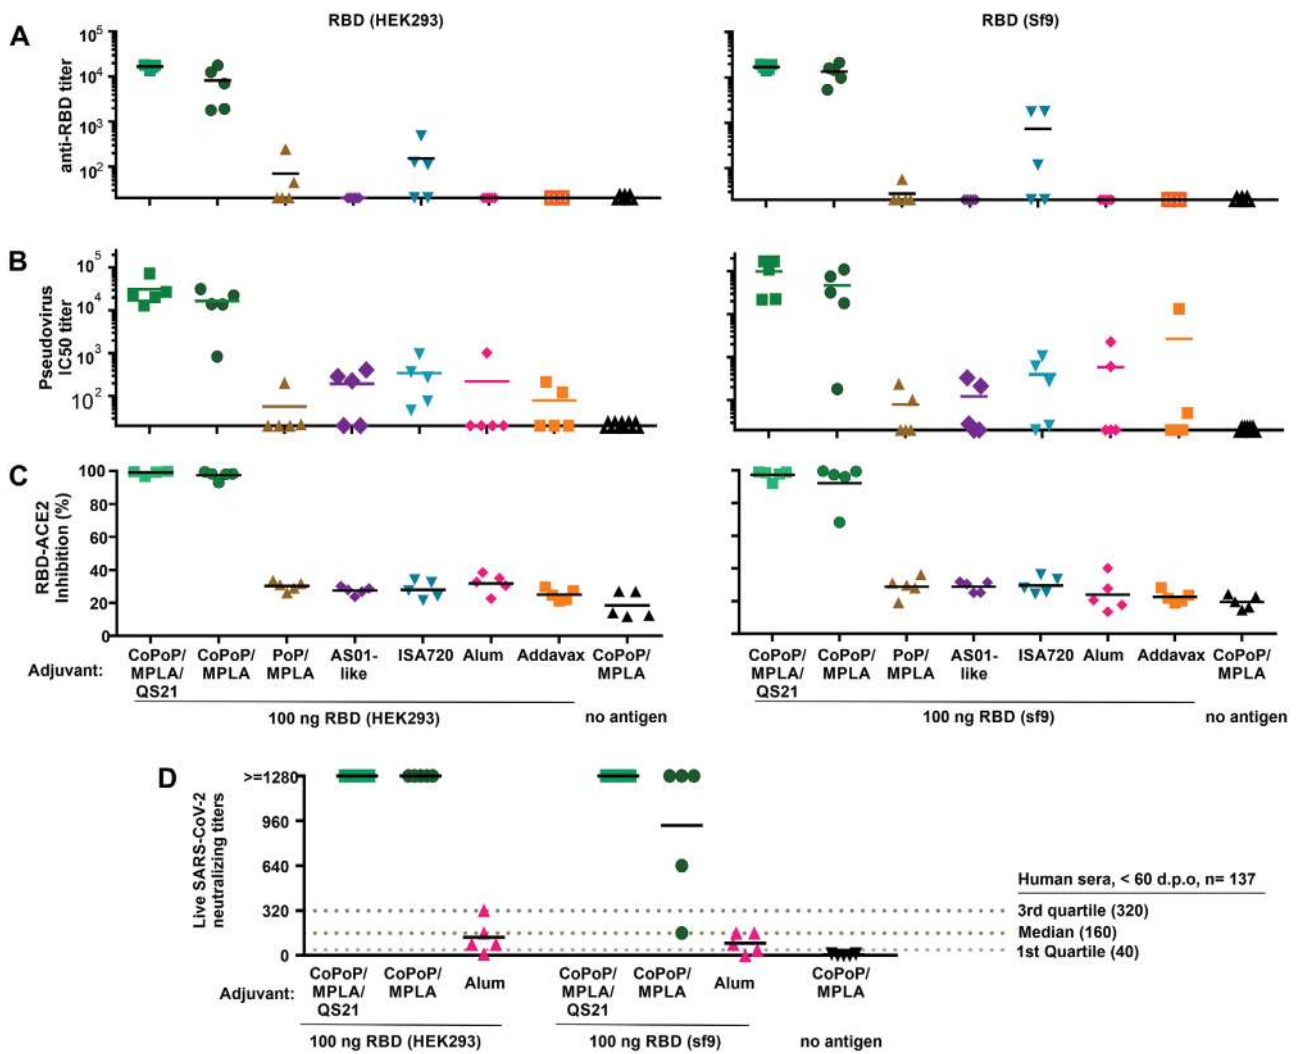 A
RBD (HEK293)
RBD (Sf9)
anti-RBD titer
10^5
10^4
10^3
10^2
B
Pseudovirus
IC50 titer
10^5
10^4
10^3
10^2
C
RBD-ACE2
Inhibition (%)
100
80
60
40
20
0
Adjuvant:
CoPoP/
MPLA/
QS21
CoPoP/
MPLA
PoP/
MPLA
AS01-
like
ISA720
Alum
Addavax
CoPoP/
MPLA
100 ng RBD (HEK293)
no antigen
CoPoP/
MPLA/
QS21
CoPoP/
MPLA
PoP/
MPLA
AS01-
like
ISA720
Alum
Addavax
CoPoP/
MPLA
100 ng RBD (sf9)
no antigen
D
Live SARS-CoV-2
neutralizing titers
>=1280
960
640
320
0
Human sera, < 60 d.p.o, n= 137
3rd quartile (320)
Median (160)
1st Quartile (40)
Adjuvant:
CoPoP/
MPLA/
QS21
CoPoP/
MPLA
Alum
CoPoP/
MPLA/
QS21
CoPoP/
MPLA
Alum
CoPoP/
MPLA
100 ng RBD (HEK293)
100 ng RBD (sf9)
no antigen